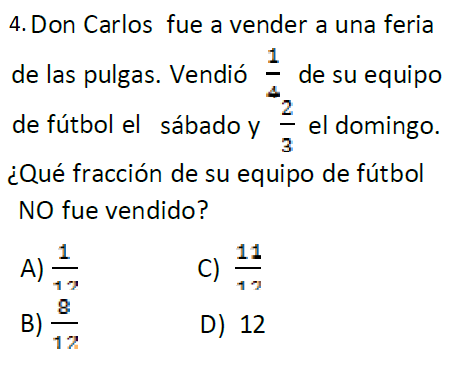 4. Don Carlos fue a vender a una feria
de las pulgas. Vendió 1/4 de su equipo
de fútbol el sábado y 2/3 el domingo.
¿Qué fracción de su equipo de fútbol
NO fue vendido?
A) 1/12 C) 11/12
B) 8/12 D) 12